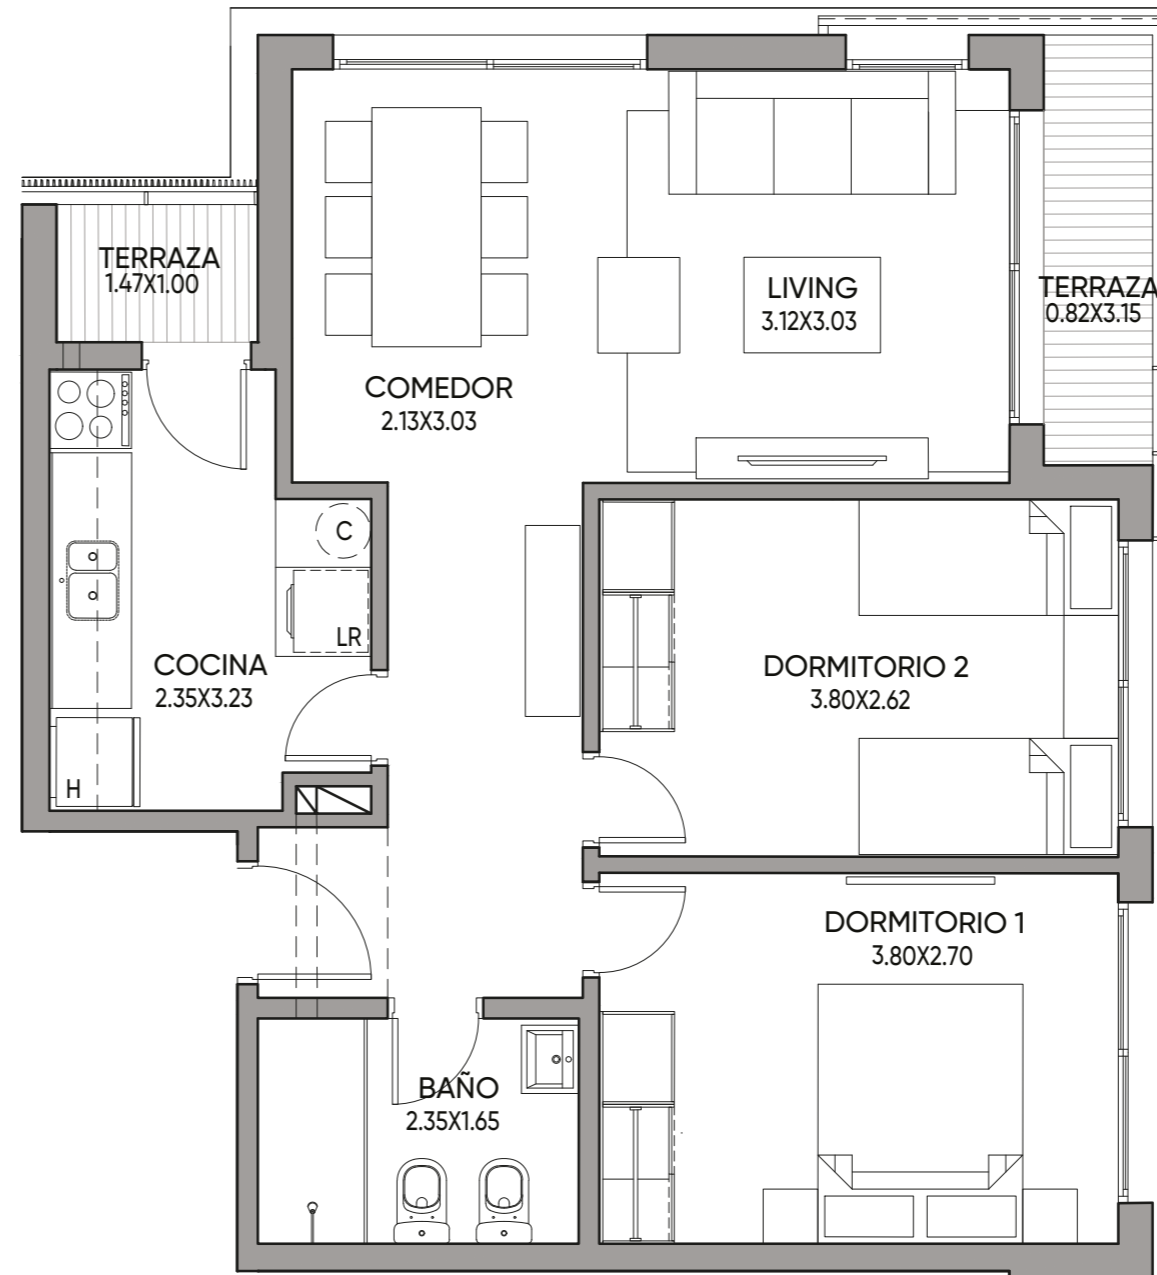 TERRAZA
1.47X1.00
LIVING
3.12X3.03
TERRAZA
0.82X3.15
COMEDOR
2.13X3.03
C
LR
COCINA
2.35X3.23
H
DORMITORIO 2
3.80X2.62
DORMITORIO 1
3.80X2.70
BAÑO
2.35X1.65